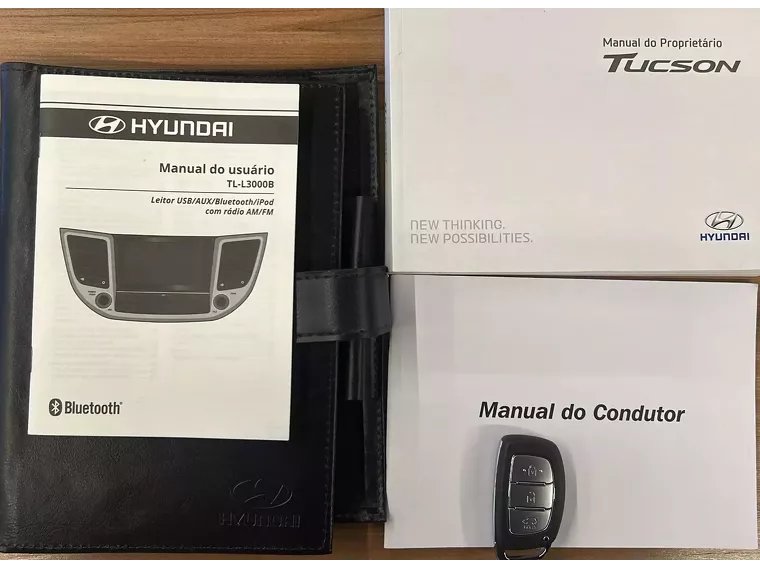 HYUNDAI
Manual do usuário
TL-L3000B
Leitor USB/AUX/Bluetooth/iPod
com rádio AM/FM
Bluetooth®
HYUNDAI
Manual do Proprietário
TUCSON
NEW THINKING.
NEW POSSIBILITIES.
HYUNDAI
Manual do Condutor